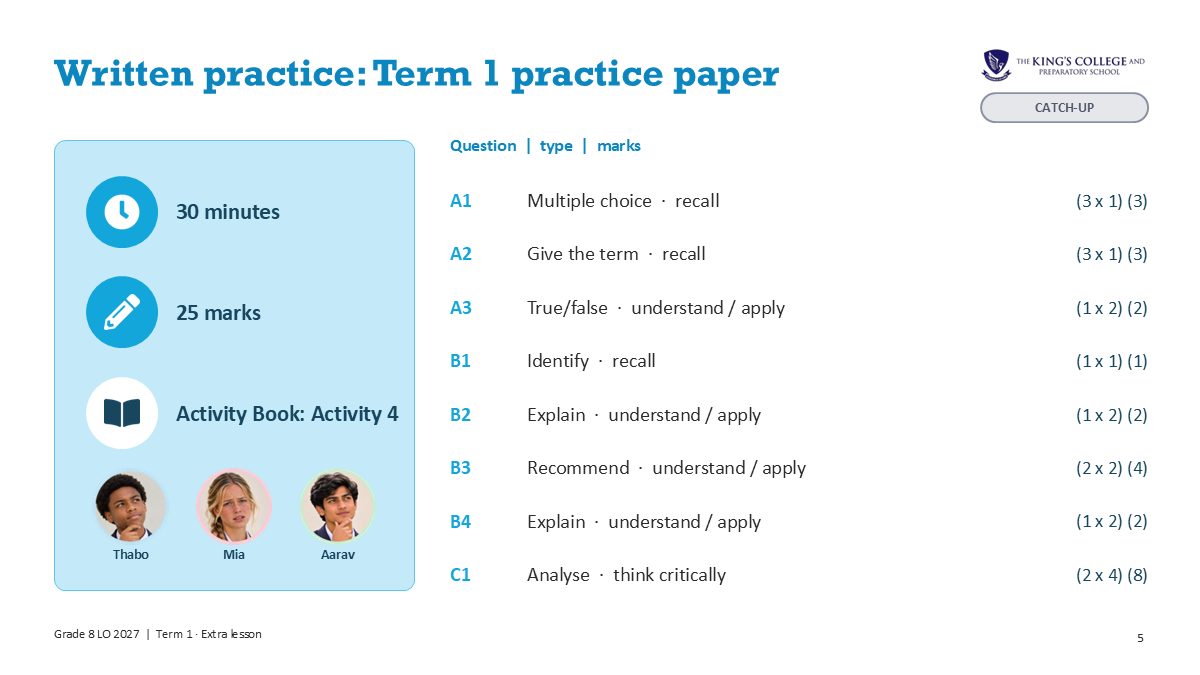 Written practice: Term 1 practice paper
THE KING'S COLLEGE AND
PREPARATORY SCHOOL
CATCH-UP
30 minutes
25 marks
Activity Book: Activity 4
Thabo Mia Aarav
Question | type | marks
A1 Multiple choice · recall (3 x 1) (3)
A2 Give the term · recall (3 x 1) (3)
A3 True/false · understand / apply (1 x 2) (2)
B1 Identify · recall (1 x 1) (1)
B2 Explain · understand / apply (1 x 2) (2)
B3 Recommend · understand / apply (2 x 2) (4)
B4 Explain · understand / apply (1 x 2) (2)
C1 Analyse · think critically (2 x 4) (8)
Grade 8 LO 2027 | Term 1 · Extra lesson
5